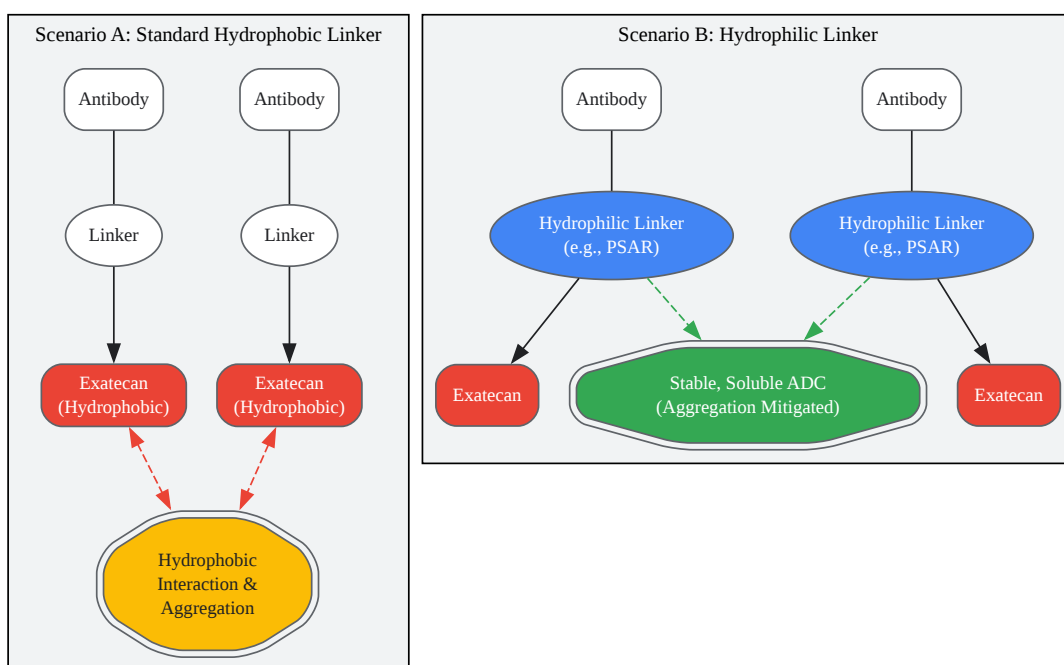 Scenario A: Standard Hydrophobic Linker
Antibody
Antibody
Linker
Linker
Exatecan
(Hydrophobic)
Exatecan
(Hydrophobic)
Hydrophobic
Interaction &
Aggregation
Scenario B: Hydrophilic Linker
Antibody
Antibody
Hydrophilic Linker
(e.g., PSAR)
Hydrophilic Linker
(e.g., PSAR)
Exatecan
Stable, Soluble ADC
(Aggregation Mitigated)
Exatecan